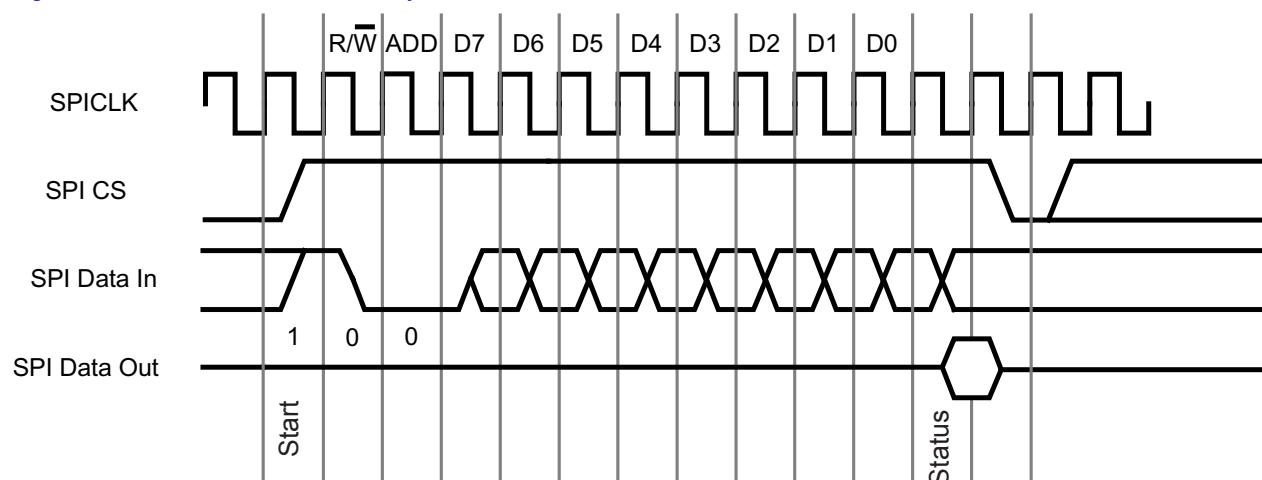 R/W̅ ADD D7 D6 D5 D4 D3 D2 D1 D0
SPICLK
SPI CS
SPI Data In
1 0 0
SPI Data Out
Start
Status